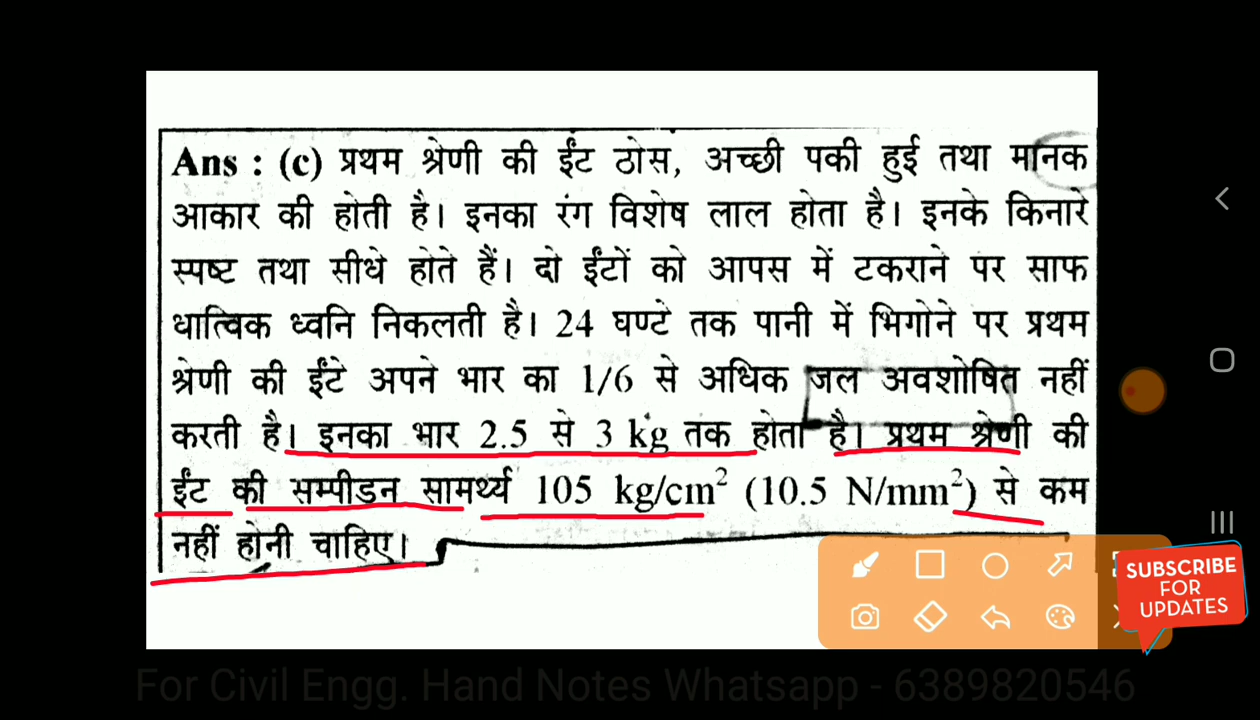 Ans : (c) प्रथम श्रेणी की ईंट ठोस, अच्छी पकी हुई तथा मानक
आकार की होती है। इनका रंग विशेष लाल होता है। इनके किनारे
स्पष्ट तथा सीधे होते हैं। दो ईंटों को आपस में टकराने पर साफ
धात्विक ध्वनि निकलती है। 24 घण्टे तक पानी में भिगोने पर प्रथम
श्रेणी की ईंटे अपने भार का 1/6 से अधिक जल अवशोषित नहीं
करती है। इनका भार 2.5 से 3 kg तक होता है। प्रथम श्रेणी की
ईंट की सम्पीडन सामर्थ्य 105 kg/cm² (10.5 N/mm²) से कम
नहीं होनी चाहिए।
SUBSCRIBE
FOR
UPDATES
For Civil Engg. Hand Notes Whatsapp - 6389820546